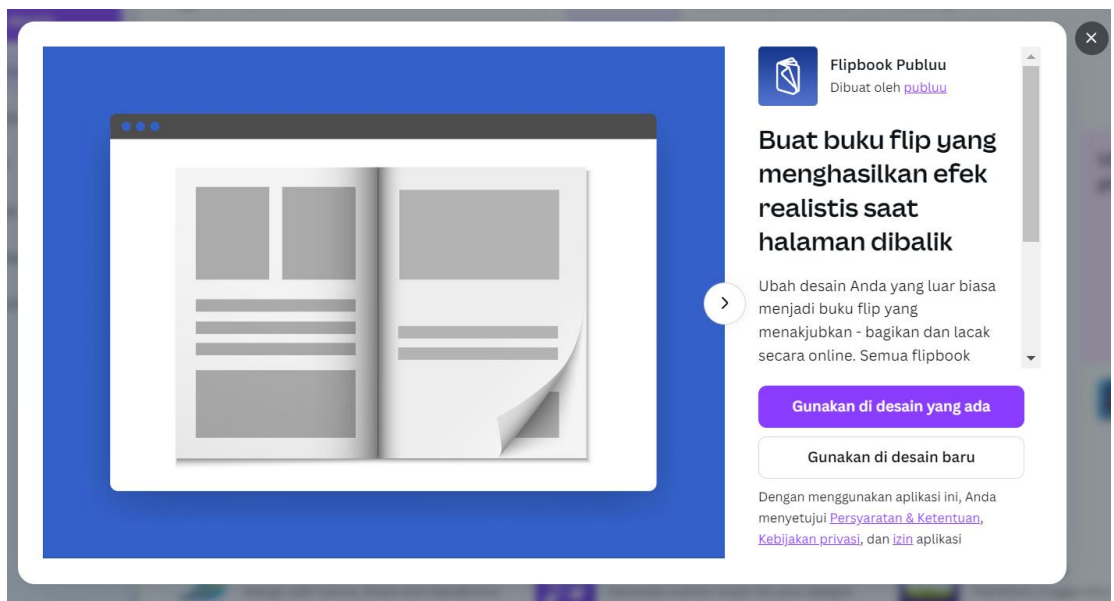 Flipbook Publuu
Dibuat oleh publuu
Buat buku flip yang
menghasilkan efek
realistis saat
halaman dibalik
Ubah desain Anda yang luar biasa
menjadi buku flip yang
menakjubkan - bagikan dan lacak
secara online. Semua flipbook
Gunakan di desain yang ada
Gunakan di desain baru
Dengan menggunakan aplikasi ini, Anda
menyetujui Persyaratan & Ketentuan,
Kebijakan privasi, dan izin aplikasi